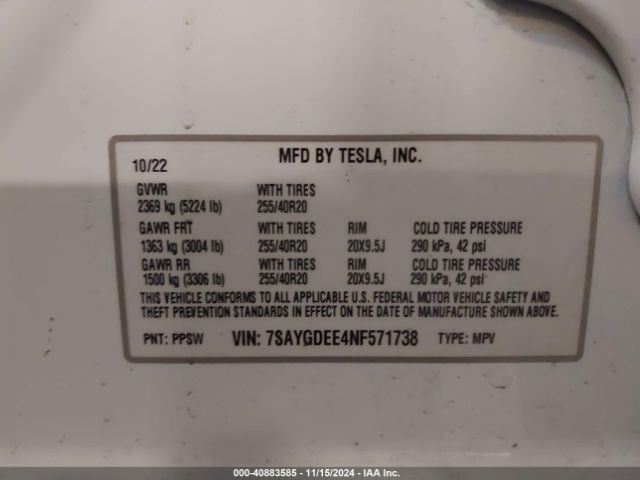 10/22 MFD BY TESLA, INC.
GVWR WITH TIRES
2369 kg (5224 lb) 255/40R20
GAWR FRT WITH TIRES RIM COLD TIRE PRESSURE
1363 kg (3004 lb) 255/40R20 20X9.5J 290 kPa, 42 psi
GAWR RR WITH TIRES RIM COLD TIRE PRESSURE
1500 kg (3306 lb) 255/40R20 20X9.5J 290 kPa, 42 psi
THIS VEHICLE CONFORMS TO ALL APPLICABLE U.S. FEDERAL MOTOR VEHICLE SAFETY AND
THEFT PREVENTION STANDARDS IN EFFECT ON THE DATE OF MANUFACTURE SHOWN ABOVE.
PNT: PPSW VIN: 7SAYGDEE4NF571738 TYPE: MPV
000-40883585 - 11/15/2024 - IAA Inc.